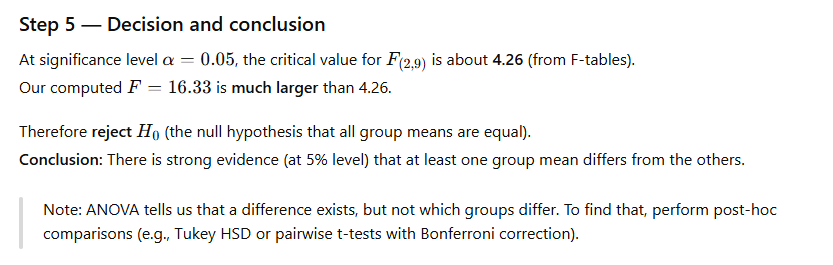 Step 5 — Decision and conclusion
At significance level α = 0.05, the critical value for F(2,9) is about 4.26 (from F-tables).
Our computed F = 16.33 is much larger than 4.26.
Therefore reject H0 (the null hypothesis that all group means are equal).
Conclusion: There is strong evidence (at 5% level) that at least one group mean differs from the others.
Note: ANOVA tells us that a difference exists, but not which groups differ. To find that, perform post-hoc
comparisons (e.g., Tukey HSD or pairwise t-tests with Bonferroni correction).